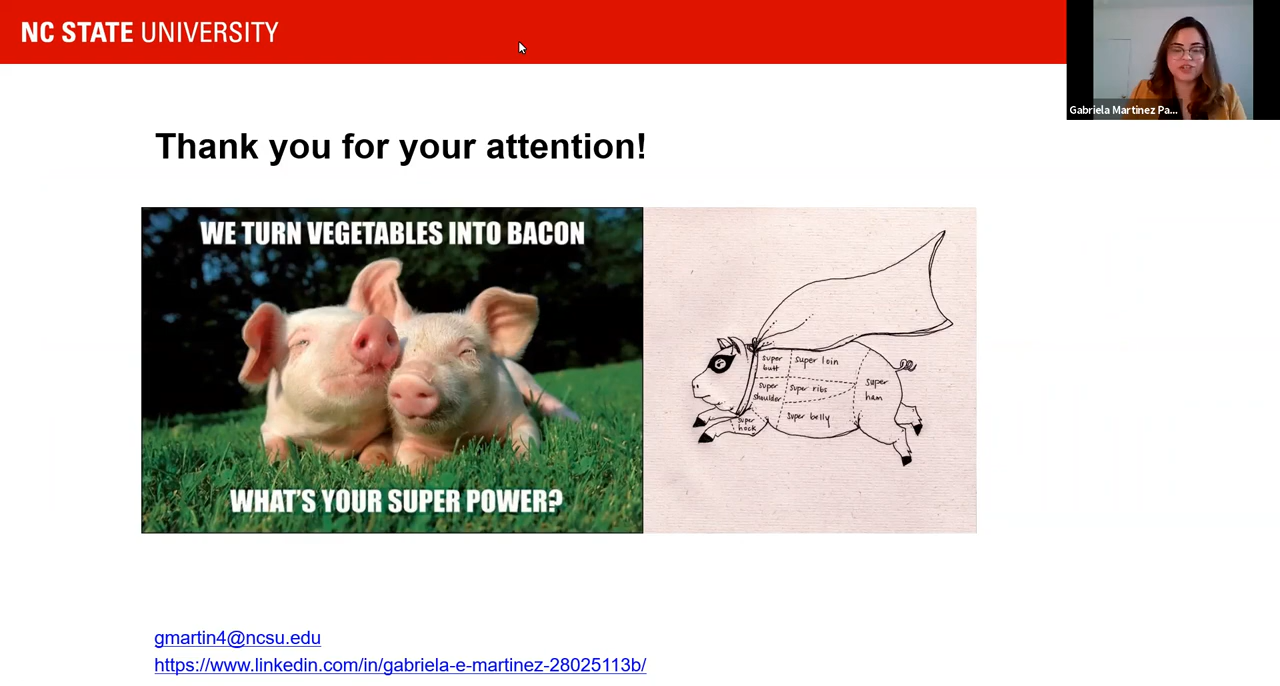 NC STATE UNIVERSITY
Gabriela Martinez Pa...
Thank you for your attention!
WE TURN VEGETABLES INTO BACON
WHAT'S YOUR SUPER POWER?
super
butt
super loin
super
shoulder
super ribs
super
ham
super belly
super
hock
gmartin4@ncsu.edu
https://www.linkedin.com/in/gabriela-e-martinez-28025113b/